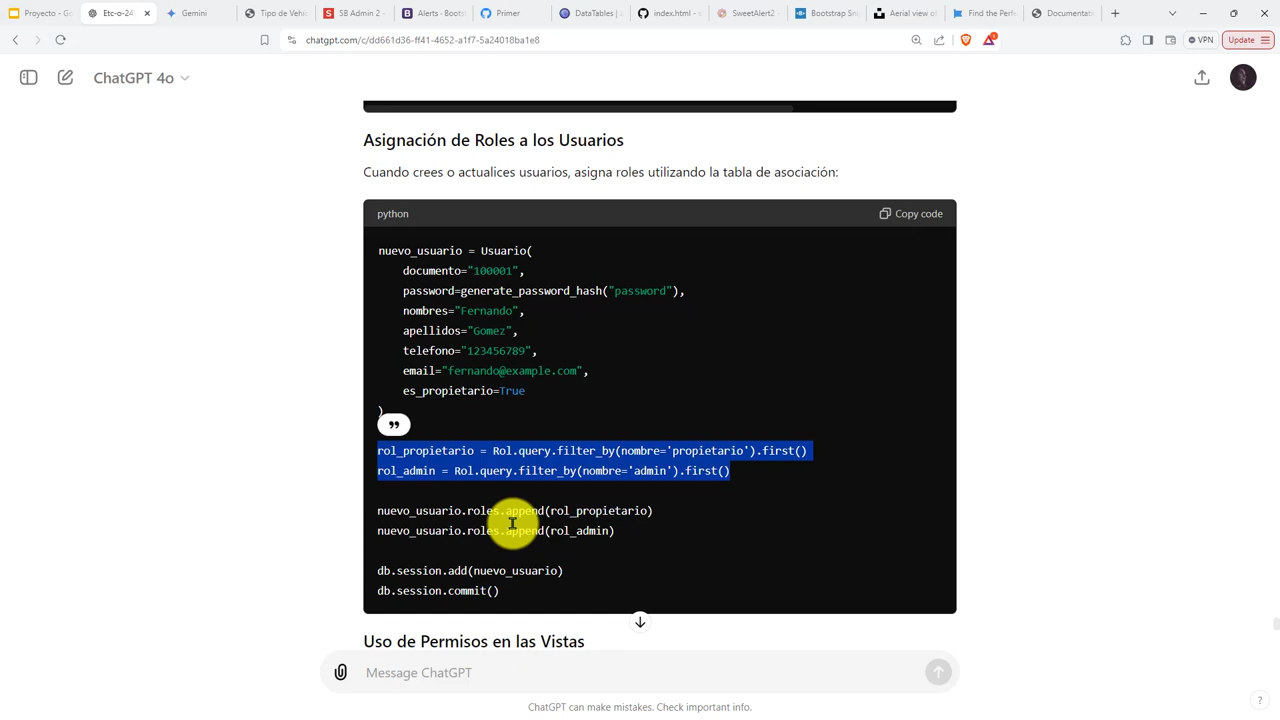 Proyecto - G
Etc-o-24
Gemini
Tipo de Vehíc
SB Admin 2 -
Alerts - Boots
Primer
DataTables |
index.html -
SweetAlert2 -
Bootstrap Sni
Aerial view of
Find the Perf
Documentati
chatgpt.com/c/dd661d36-ff41-4652-a1f7-5a24018ba1e8
VPN
Update
ChatGPT 4o
Asignación de Roles a los Usuarios
Cuando crees o actualices usuarios, asigna roles utilizando la tabla de asociación:
python
Copy code
nuevo_usuario = Usuario(
documento="100001",
password=generate_password_hash("password"),
nombres="Fernando",
apellidos="Gomez",
telefono="123456789",
email="fernando@example.com",
es_propietario=True
)
rol_propietario = Rol.query.filter_by(nombre='propietario').first()
rol_admin = Rol.query.filter_by(nombre='admin').first()
nuevo_usuario.roles.append(rol_propietario)
nuevo_usuario.roles.append(rol_admin)
db.session.add(nuevo_usuario)
db.session.commit()
Uso de Permisos en las Vistas
Message ChatGPT
ChatGPT can make mistakes. Check important info.
?